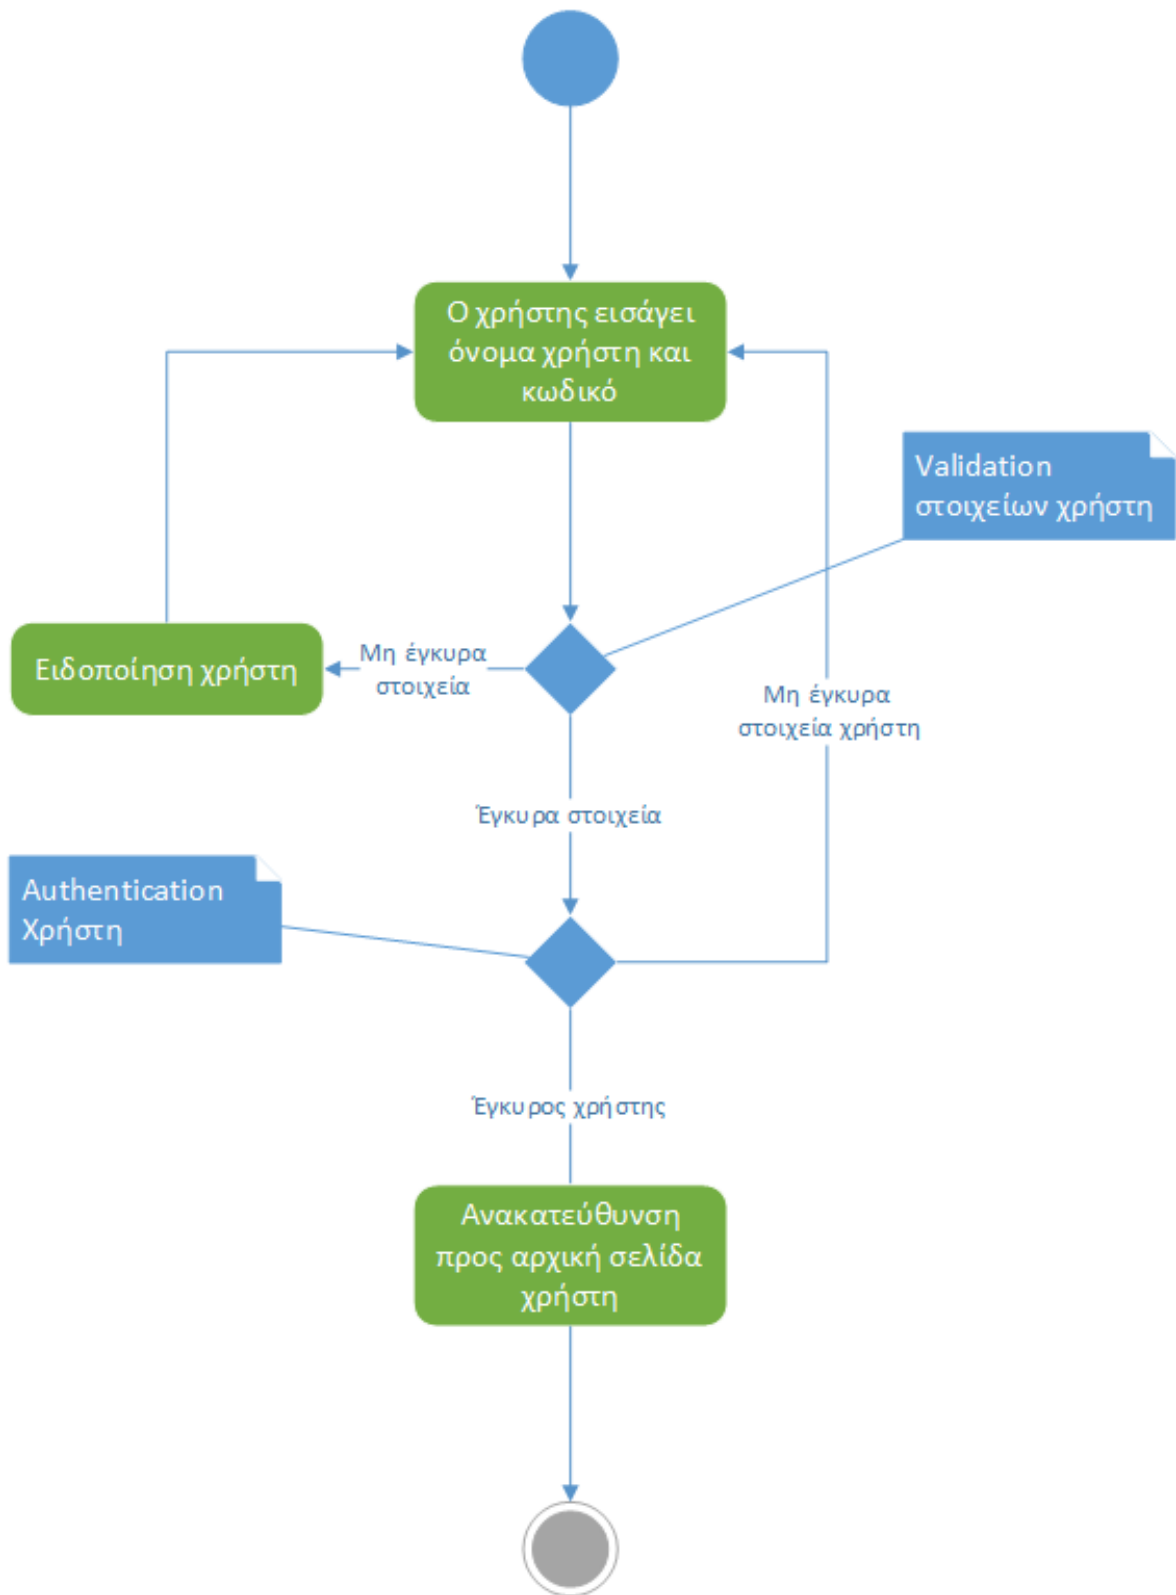 Ο χρήστης εισάγει
όνομα χρήστη και
κωδικό
Validation
στοιχείων χρήστη
Ειδοποίηση χρήστη
Μη έγκυρα
στοιχεία
Μη έγκυρα
στοιχεία χρήστη
Έγκυρα στοιχεία
Authentication
Χρήστη
Έγκυρος χρήστης
Ανακατεύθυνση
προς αρχική σελίδα
χρήστη